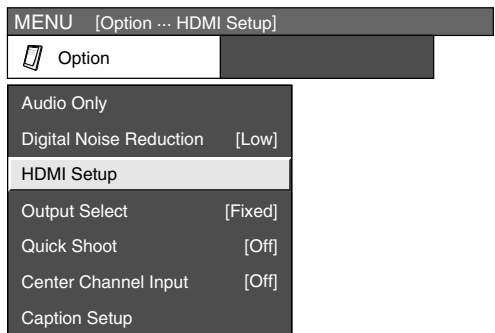 MENU [Option ··· HDMI Setup]
Option
Audio Only
Digital Noise Reduction [Low]
HDMI Setup
Output Select [Fixed]
Quick Shoot [Off]
Center Channel Input [Off]
Caption Setup